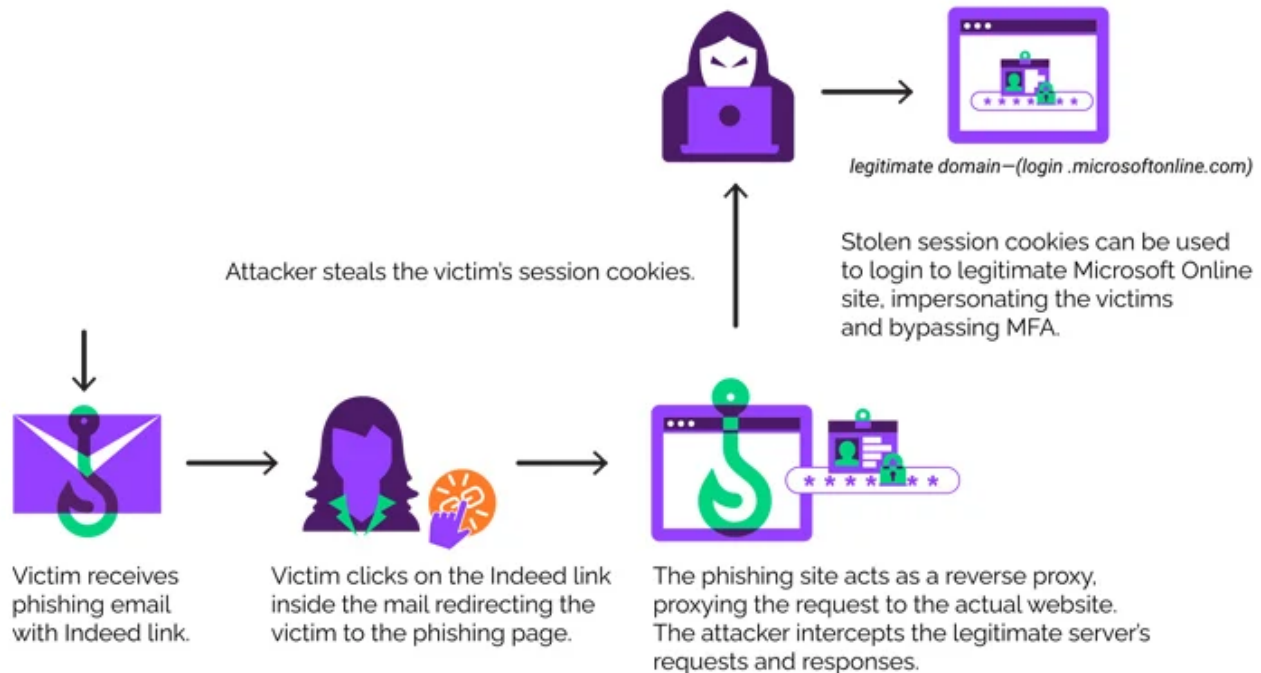 legitimate domain—(login .microsoftonline.com)
Stolen session cookies can be used
to login to legitimate Microsoft Online
site, impersonating the victims
and bypassing MFA.
Attacker steals the victim's session cookies.
* * * * * * *
* * * * * * *
Victim receives
phishing email
with Indeed link.
Victim clicks on the Indeed link
inside the mail redirecting the
victim to the phishing page.
The phishing site acts as a reverse proxy,
proxying the request to the actual website.
The attacker intercepts the legitimate server's
requests and responses.